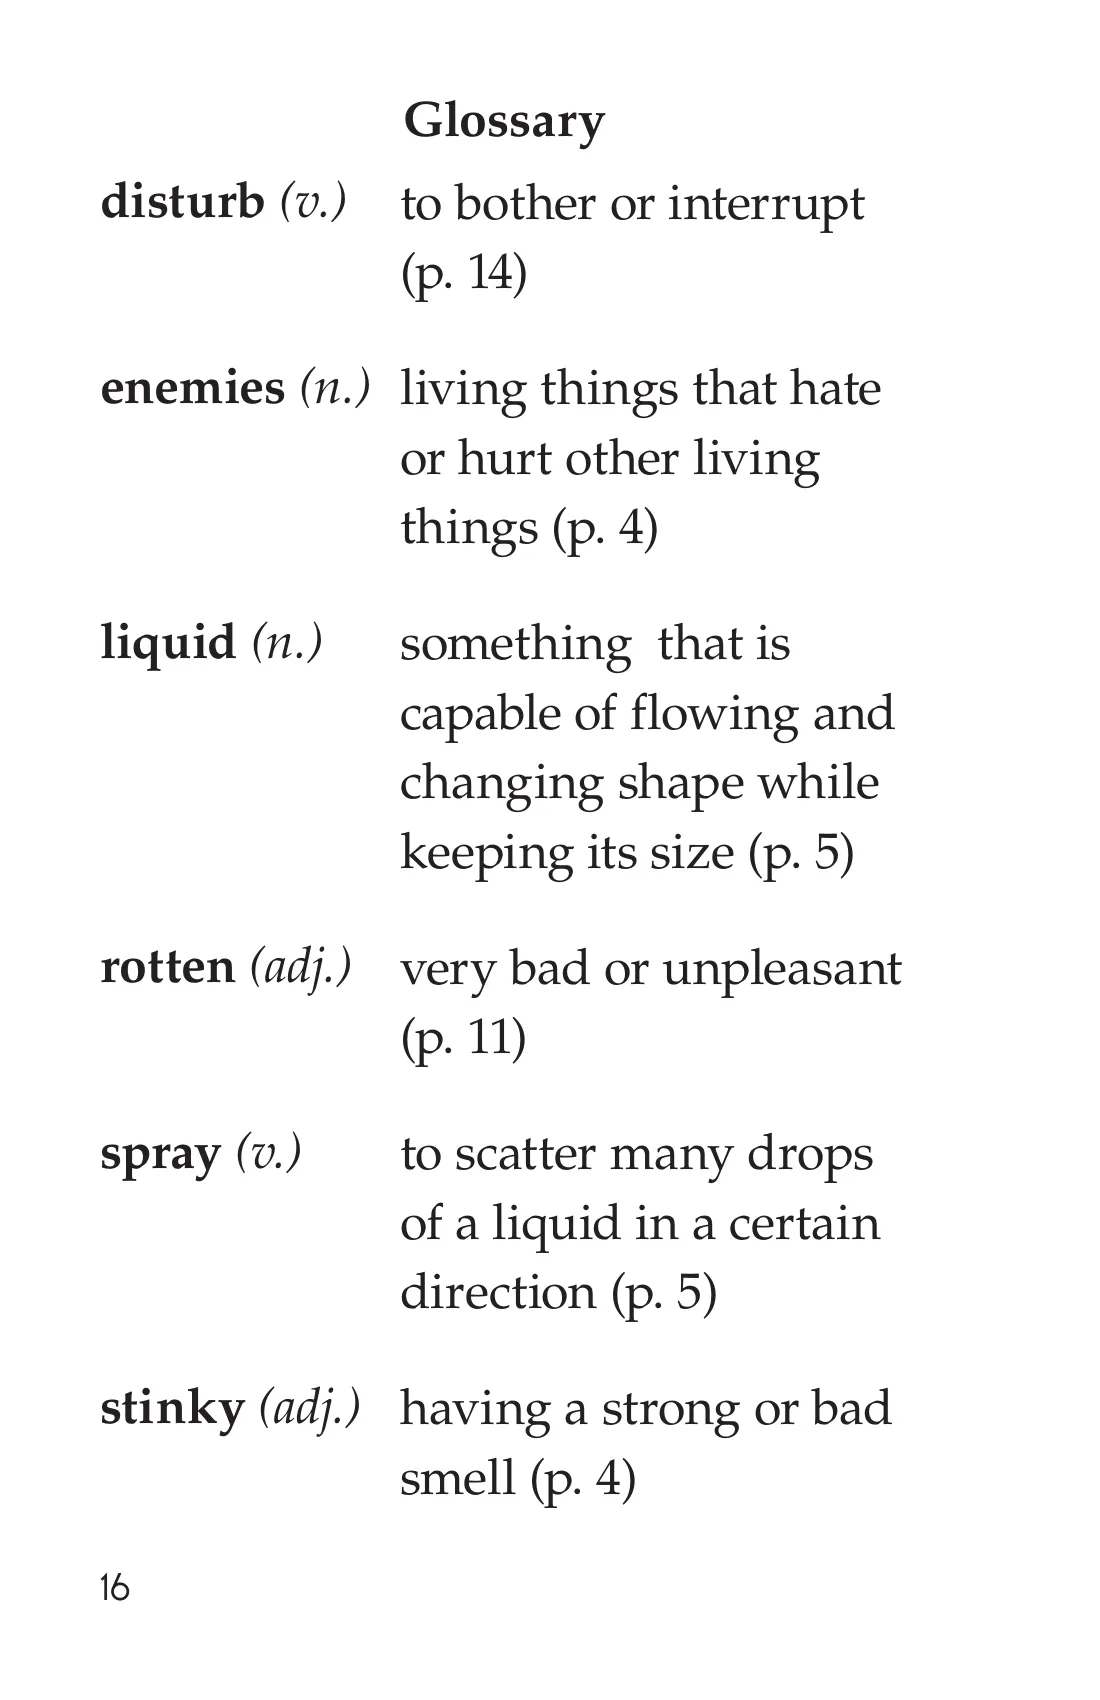 Glossary
disturb (v.) to bother or interrupt
(p. 14)
enemies (n.) living things that hate
or hurt other living
things (p. 4)
liquid (n.) something that is
capable of flowing and
changing shape while
keeping its size (p. 5)
rotten (adj.) very bad or unpleasant
(p. 11)
spray (v.) to scatter many drops
of a liquid in a certain
direction (p. 5)
stinky (adj.) having a strong or bad
smell (p. 4)
16